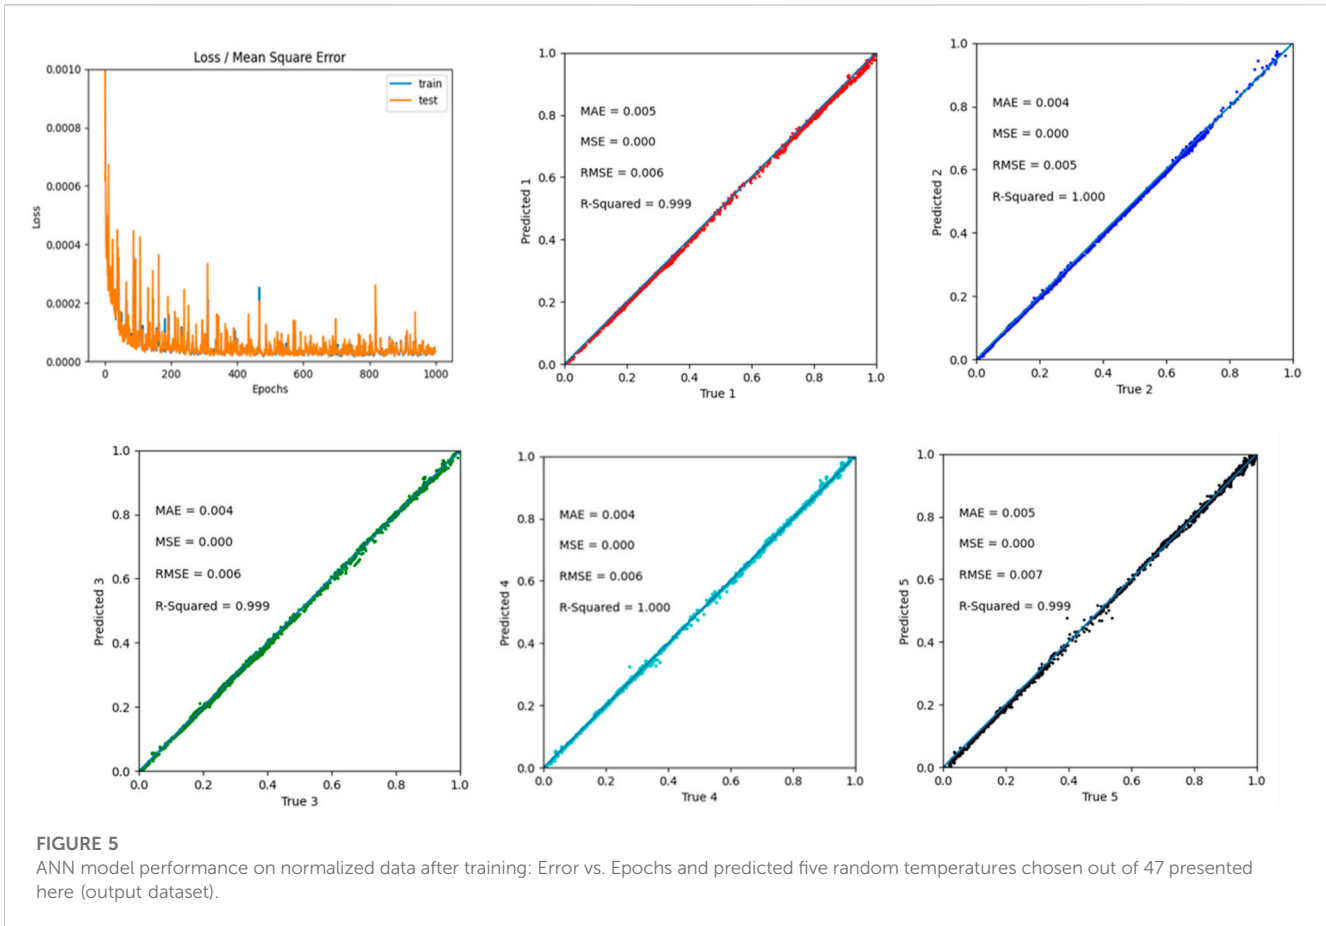 Loss / Mean Square Error
0.0010
0.0008
0.0006
0.0004
0.0002
0.0000
Loss
0 200 400 600 800 1000
Epochs
train
test
1.0
0.8
0.6
0.4
0.2
0.0
Predicted 1
MAE = 0.005
MSE = 0.000
RMSE = 0.006
R-Squared = 0.999
0.0 0.2 0.4 0.6 0.8 1.0
True 1
1.0
0.8
0.6
0.4
0.2
0.0
Predicted 2
MAE = 0.004
MSE = 0.000
RMSE = 0.005
R-Squared = 1.000
0.0 0.2 0.4 0.6 0.8 1.0
True 2
1.0
0.8
0.6
0.4
0.2
0.0
Predicted 3
MAE = 0.004
MSE = 0.000
RMSE = 0.006
R-Squared = 0.999
0.0 0.2 0.4 0.6 0.8 1.0
True 3
1.0
0.8
0.6
0.4
0.2
0.0
Predicted 4
MAE = 0.004
MSE = 0.000
RMSE = 0.006
R-Squared = 1.000
0.0 0.2 0.4 0.6 0.8 1.0
True 4
1.0
0.8
0.6
0.4
0.2
0.0
Predicted 5
MAE = 0.005
MSE = 0.000
RMSE = 0.007
R-Squared = 0.999
0.0 0.2 0.4 0.6 0.8 1.0
True 5
FIGURE 5
ANN model performance on normalized data after training: Error vs. Epochs and predicted five random temperatures chosen out of 47 presented
here (output dataset).